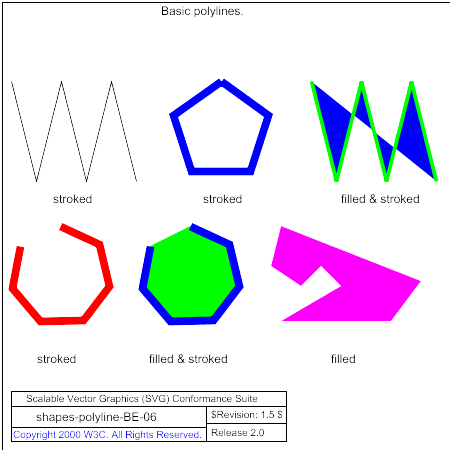 Basic polylines.
stroked
stroked
filled & stroked
stroked
filled & stroked
filled
Scalable Vector Graphics (SVG) Conformance Suite
shapes-polyline-BE-06
$Revision: 1.5 $
Copyright 2000 W3C. All Rights Reserved.
Release 2.0